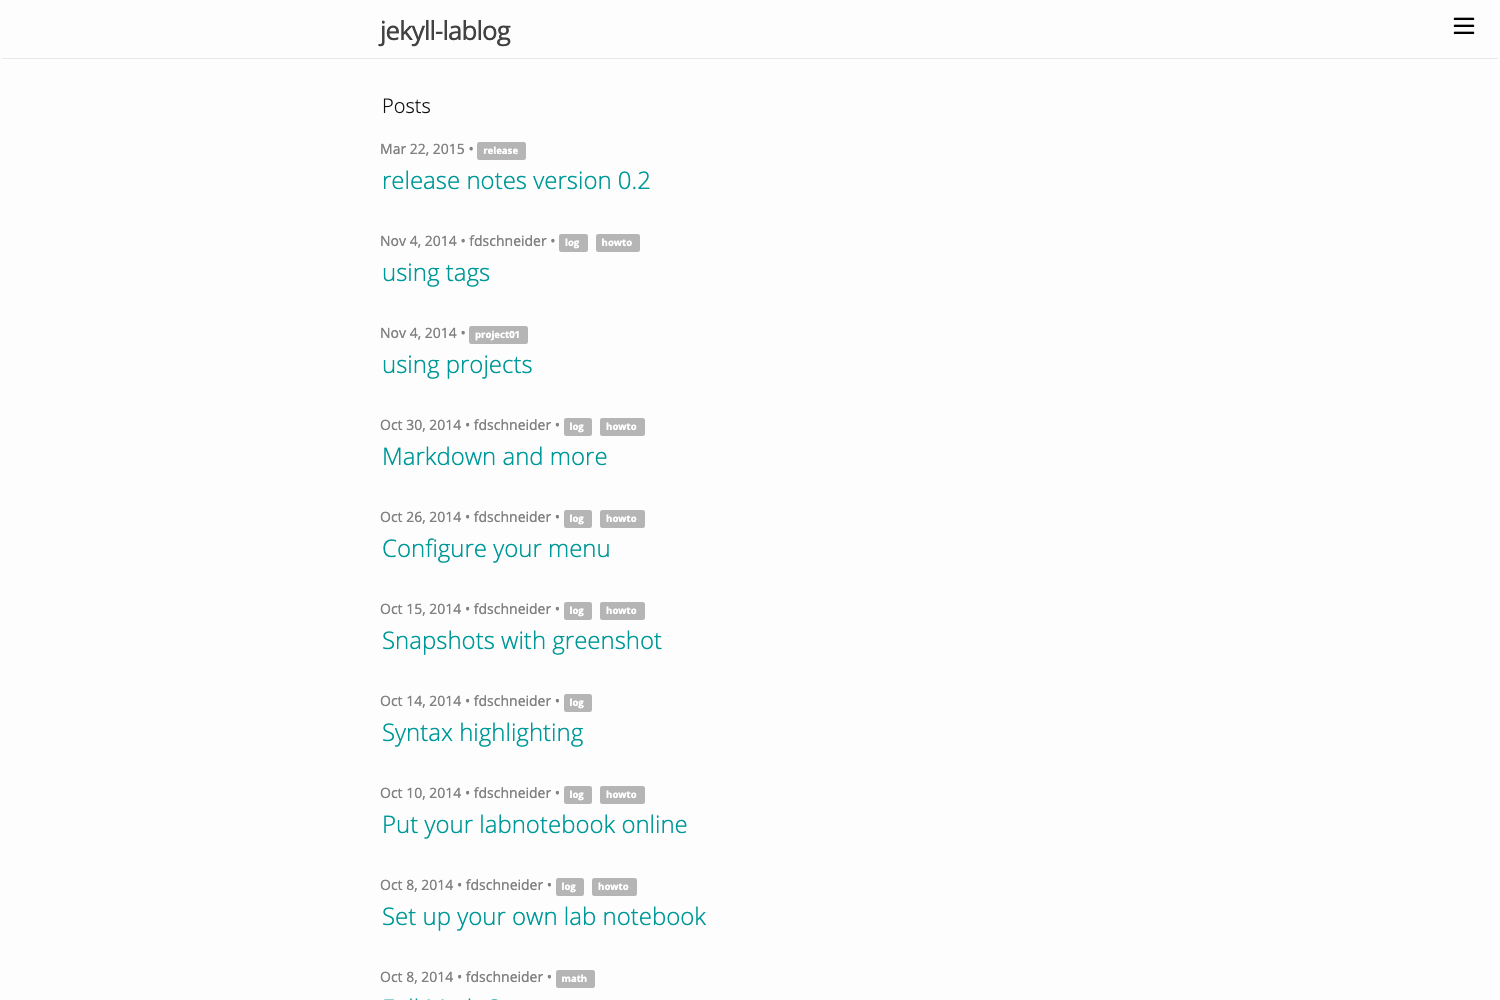 jekyll-lablog
Posts
Mar 22, 2015 • release
release notes version 0.2
Nov 4, 2014 • fdschneider • log howto
using tags
Nov 4, 2014 • project01
using projects
Oct 30, 2014 • fdschneider • log howto
Markdown and more
Oct 26, 2014 • fdschneider • log howto
Configure your menu
Oct 15, 2014 • fdschneider • log howto
Snapshots with greenshot
Oct 14, 2014 • fdschneider • log
Syntax highlighting
Oct 10, 2014 • fdschneider • log howto
Put your labnotebook online
Oct 8, 2014 • fdschneider • log howto
Set up your own lab notebook
Oct 8, 2014 • fdschneider • math